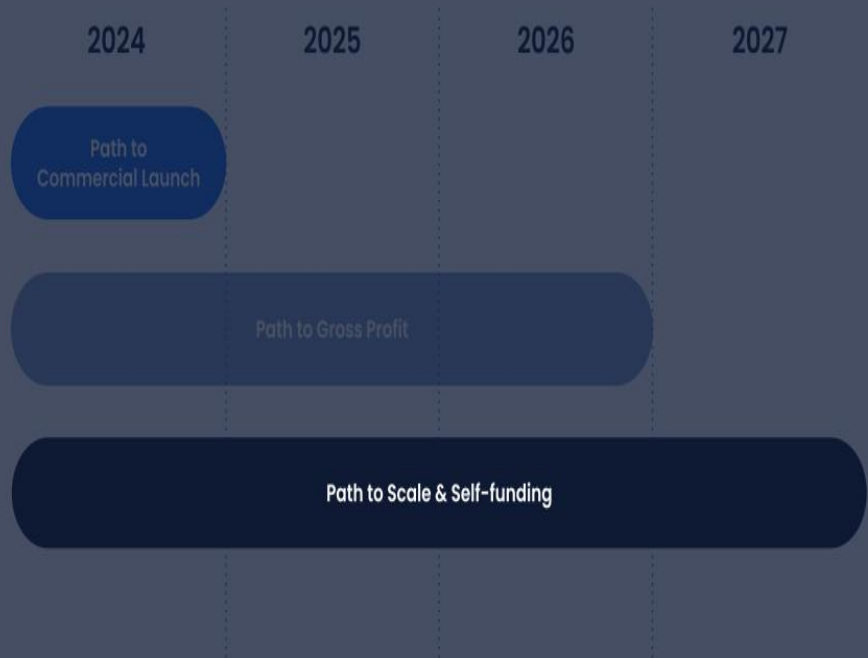 2024 2025 2026 2027
Path to
Commercial Launch
Path to Gross Profit
Path to Scale & Self-funding